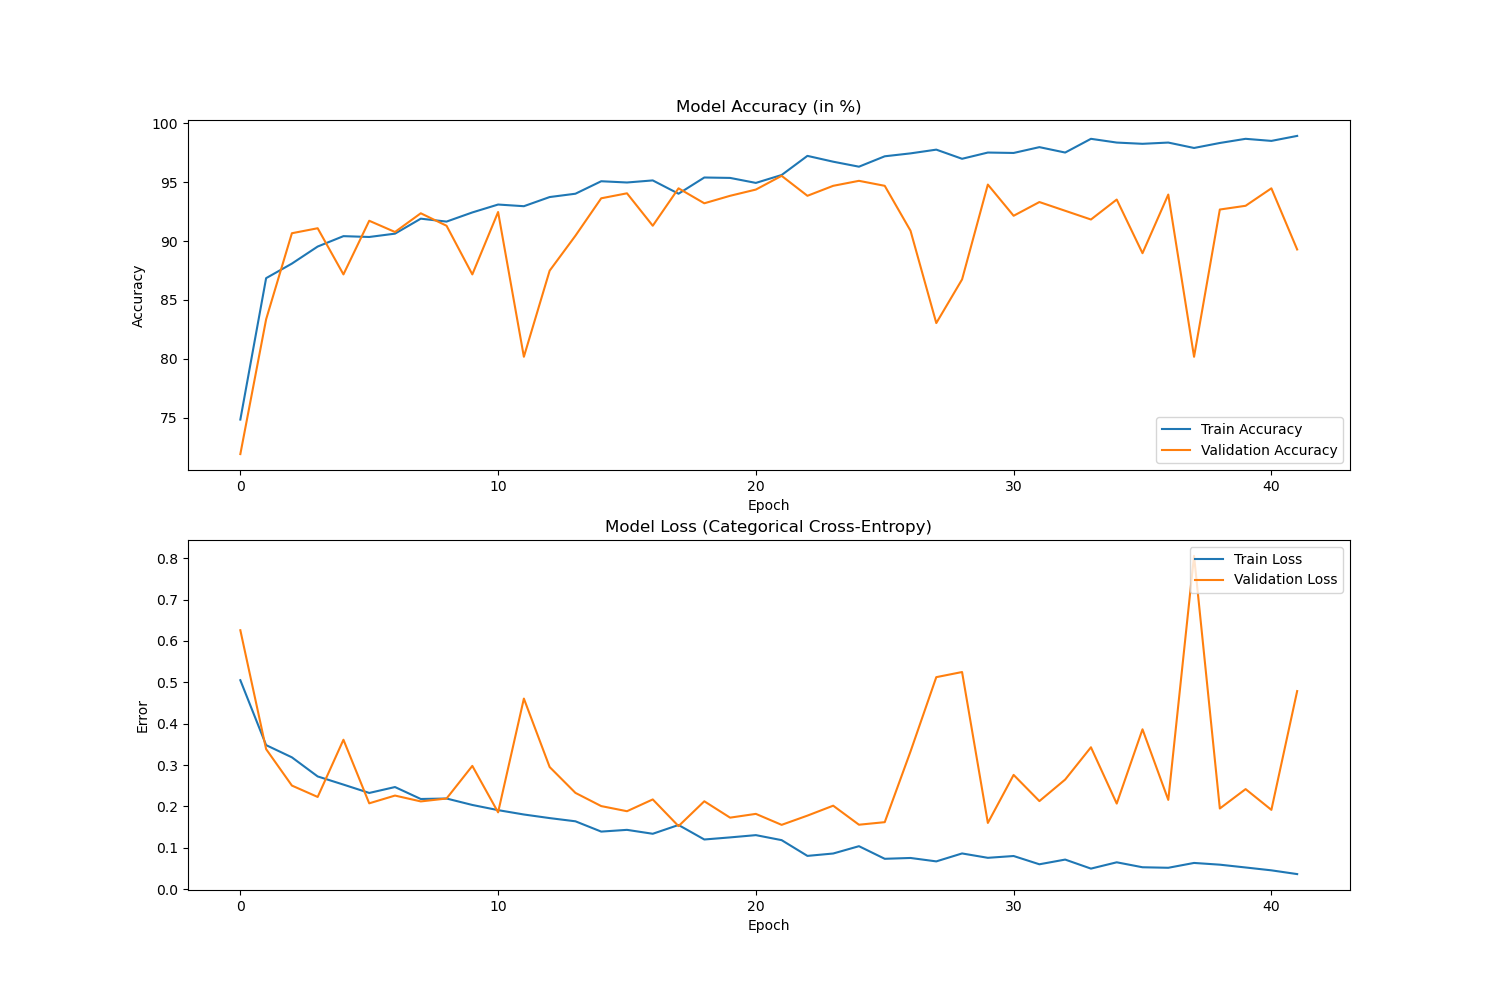 Model Accuracy (in %)
100
95
90
85
80
75
Accuracy
Train Accuracy
Validation Accuracy
0 10 20 30 40
Epoch
Model Loss (Categorical Cross-Entropy)
0.8
0.7
0.6
0.5
0.4
0.3
0.2
0.1
0.0
Error
Train Loss
Validation Loss
0 10 20 30 40
Epoch